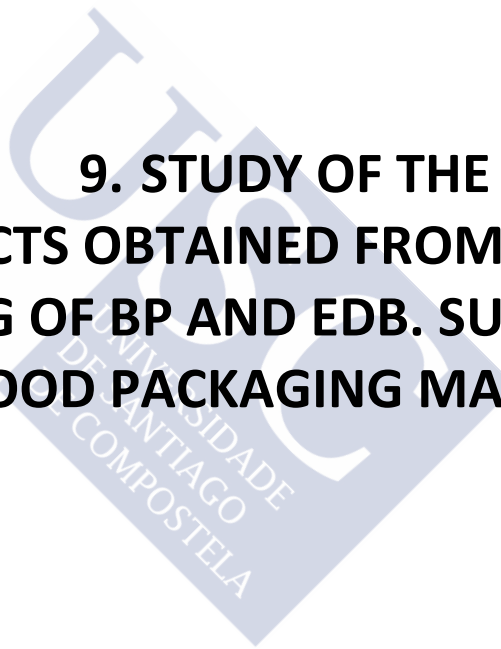 9. STUDY OF THE
CTS OBTAINED FROM
G OF BP AND EDB. SU
OOD PACKAGING MA
USC
UNIVERSIDADE
DE SANTIAGO
DE COMPOSTELA